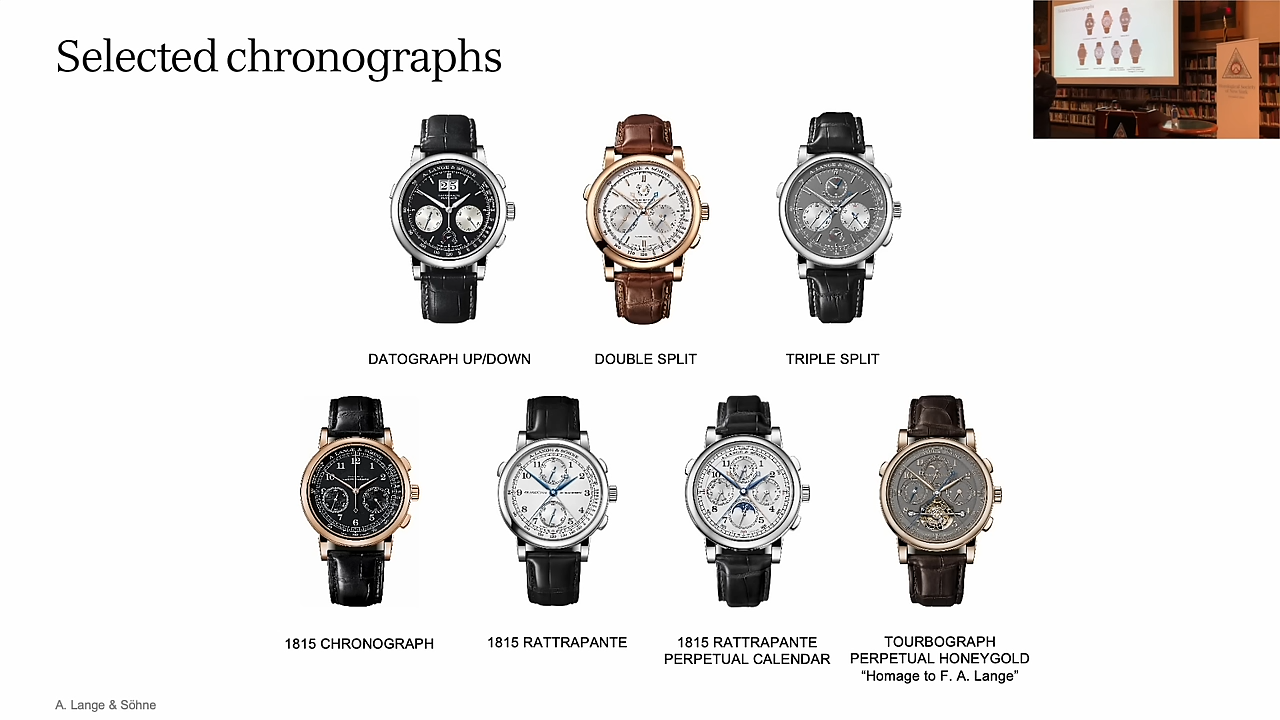 Selected chronographs
25
DATOGRAPH UP/DOWN
DOUBLE SPLIT
TRIPLE SPLIT
1815 CHRONOGRAPH
1815 RATTRAPANTE
1815 RATTRAPANTE
PERPETUAL CALENDAR
TOURBOGRAPH
PERPETUAL HONEYGOLD
“Homage to F. A. Lange”
A. Lange & Söhne